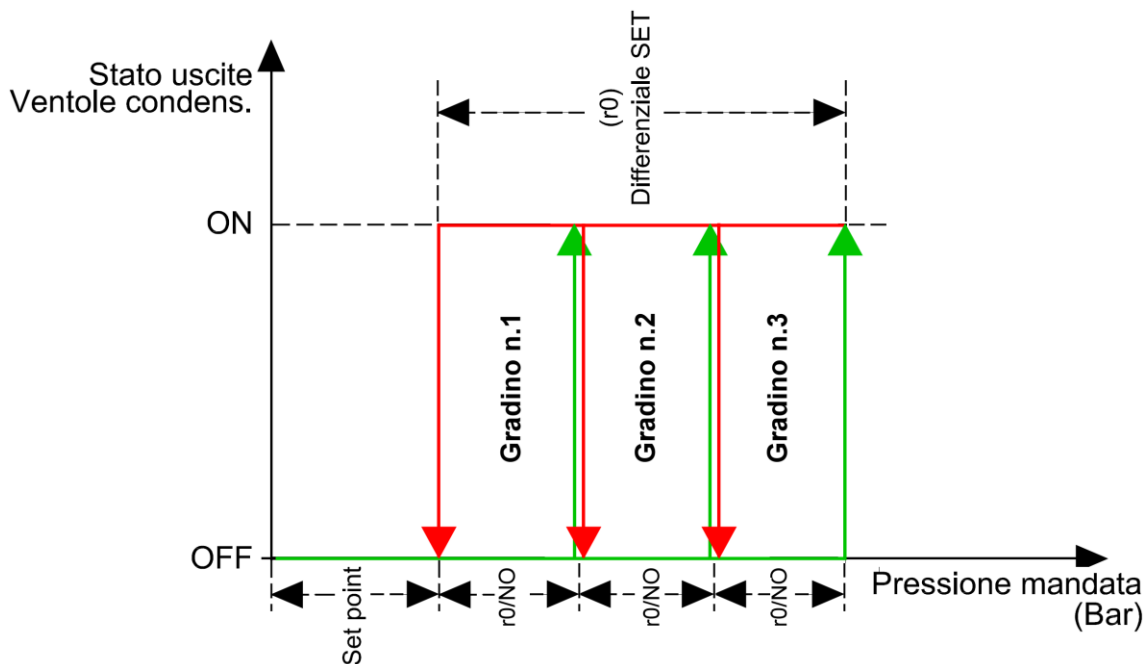 Stato uscite
Ventole condens.
(r0)
Differenziale SET
ON
Gradino n.1
Gradino n.2
Gradino n.3
OFF
Set point
r0/NO
r0/NO
r0/NO
Pressione mandata
(Bar)